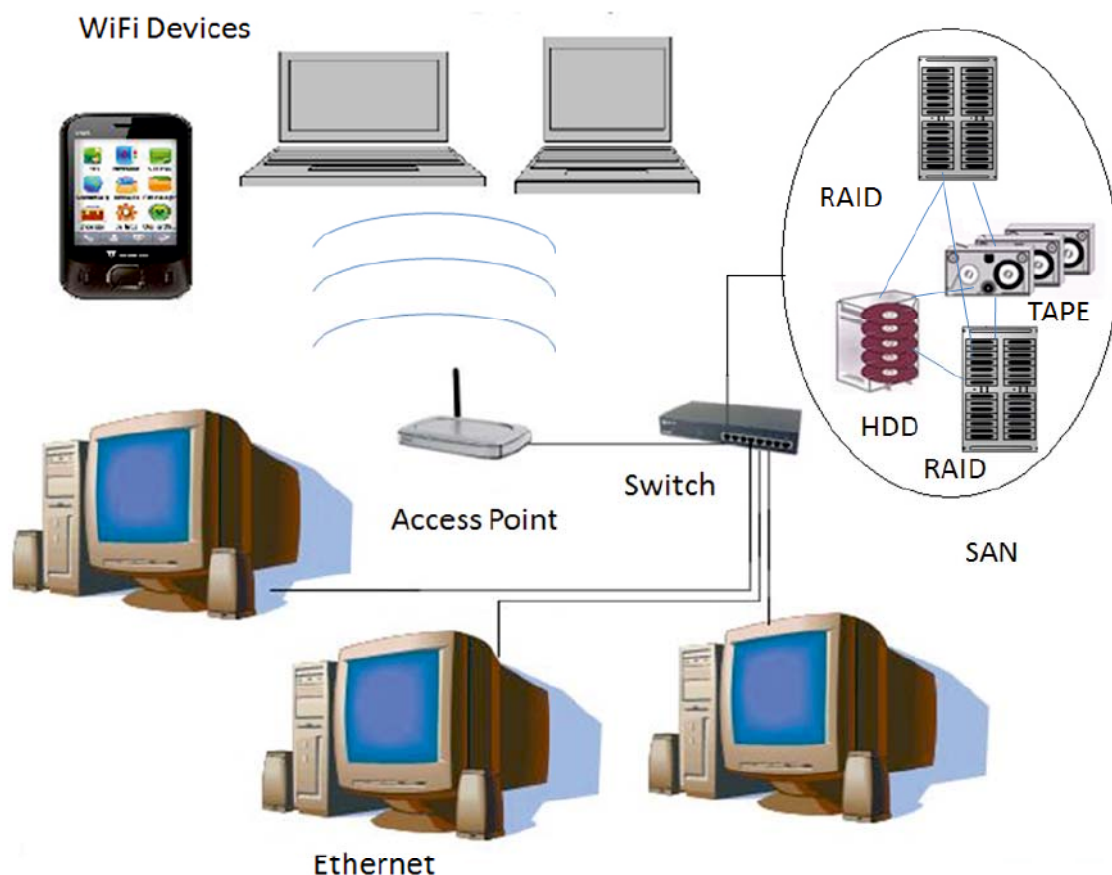 WiFi Devices
RAID
TAPE
HDD
RAID
Switch
Access Point
SAN
Ethernet